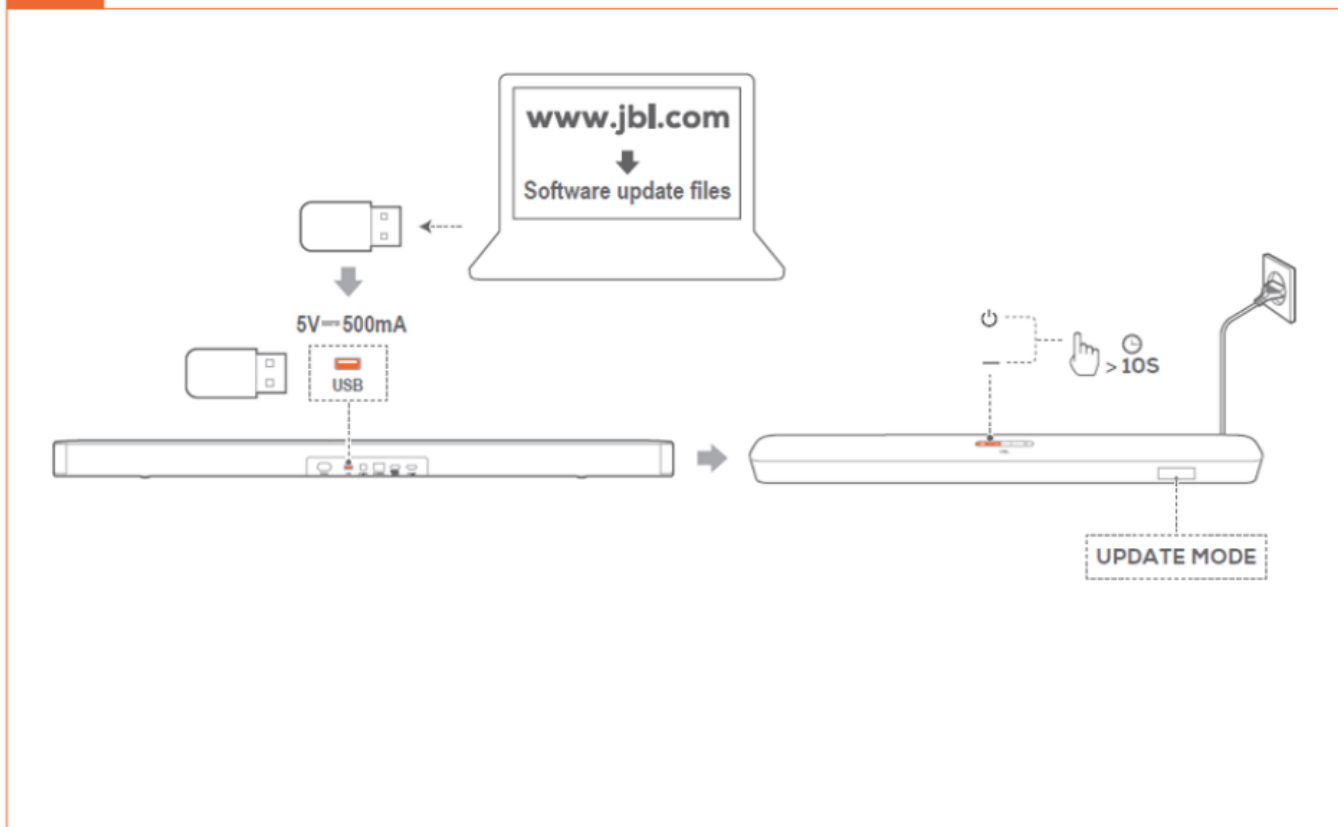 www.jbl.com
Software update files
5V⎓500mA
USB
> 10S
UPDATE MODE